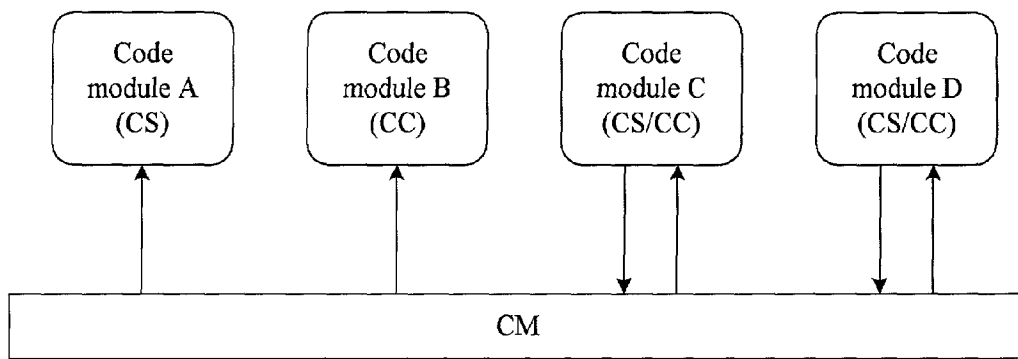 Code
module A
(CS)
Code
module B
(CC)
Code
module C
(CS/CC)
Code
module D
(CS/CC)
CM